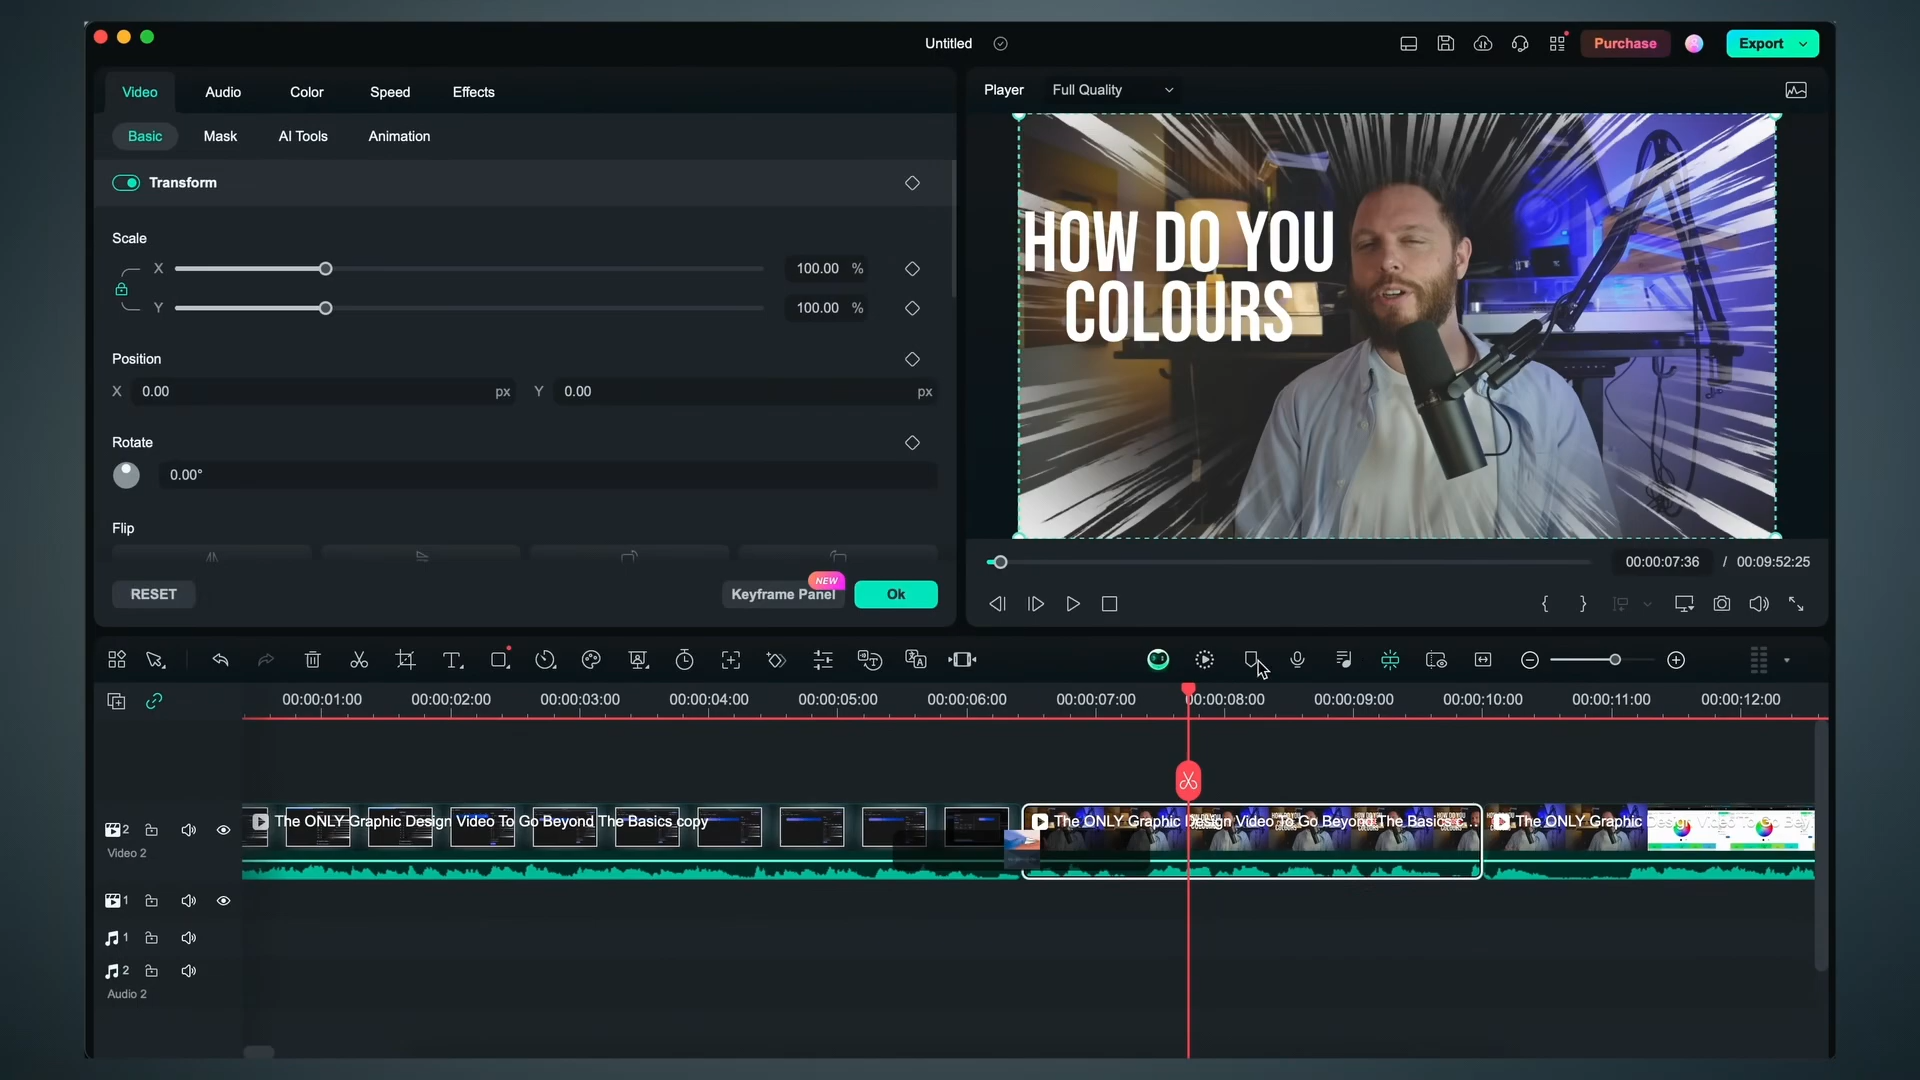 Untitled
Purchase
Export
Video
Audio
Color
Speed
Effects
Player
Full Quality
Basic
Mask
AI Tools
Animation
Transform
Scale
X
100.00 %
Y
100.00 %
Position
X 0.00 px
Y 0.00 px
Rotate
0.00°
Flip
RESET
NEW
Keyframe Panel
Ok
HOW DO YOU
COLOURS
00:00:07:36 / 00:09:52:25
00:00:01:00
00:00:02:00
00:00:03:00
00:00:04:00
00:00:05:00
00:00:06:00
00:00:07:00
00:00:08:00
00:00:09:00
00:00:10:00
00:00:11:00
00:00:12:00
2
Video 2
The ONLY Graphic Design Video To Go Beyond The Basics copy
The ONLY Graphic Design Video To Go Beyond The Basics c...
The ONLY Graphic Design Video To Go Bey...
1
1
2
Audio 2